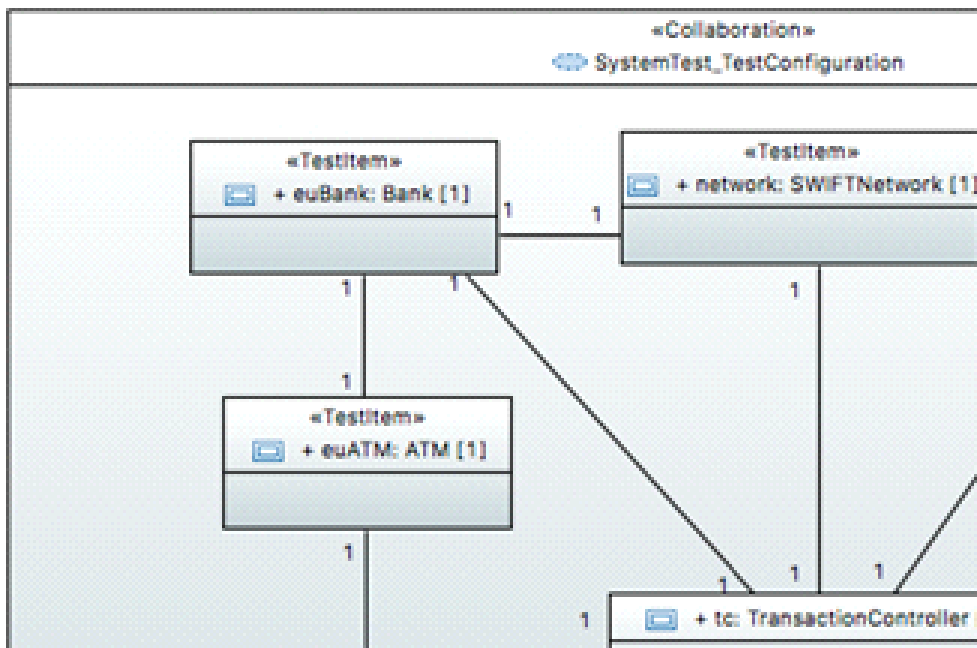 «Collaboration»
SystemTest_TestConfiguration
«TestItem»
+ euBank: Bank [1]
«TestItem»
+ network: SWIFTNetwork [1]
1
1
1
1
1
1
«TestItem»
+ euATM: ATM [1]
1
1
1
1
1
+ tc: TransactionController